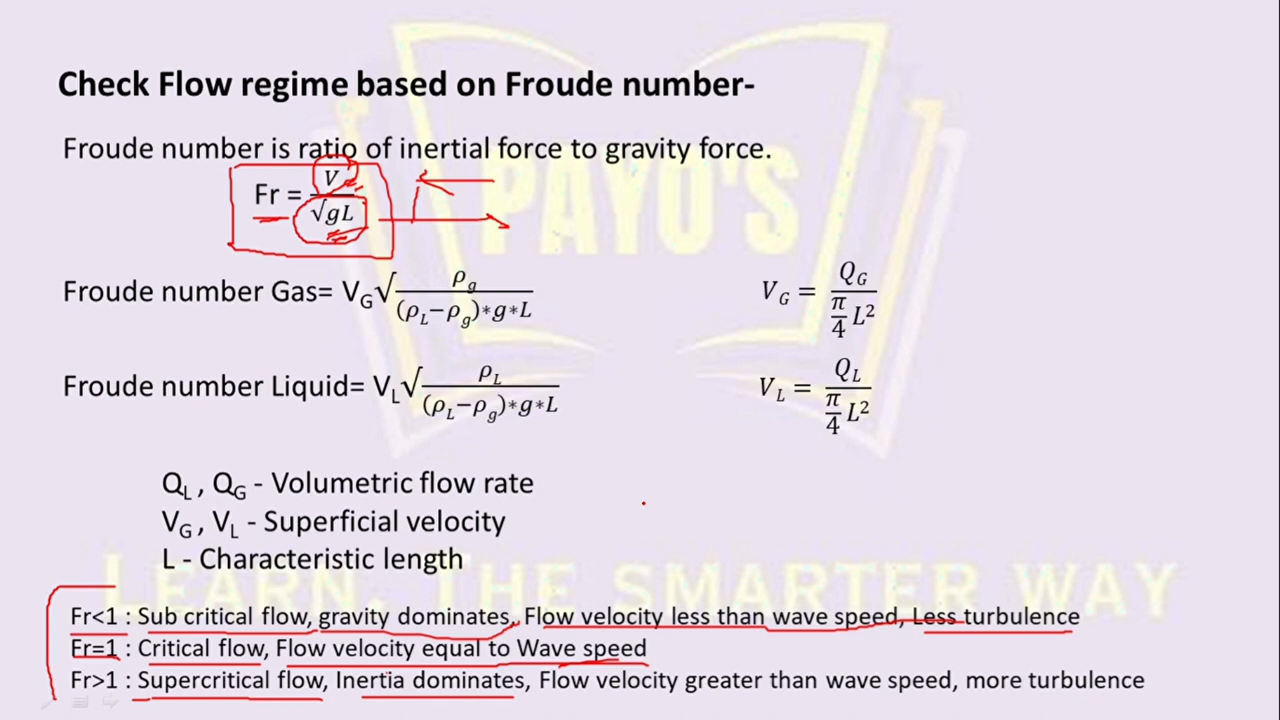 Check Flow regime based on Froude number-
Froude number is ratio of inertial force to gravity force.
Fr = V/√gL
Froude number Gas= V_G √ρ_g/((ρ_L−ρ_g)*g*L)
V_G = Q_G/(π/4 L²)
Froude number Liquid= V_L √ρ_L/((ρ_L−ρ_g)*g*L)
V_L = Q_L/(π/4 L²)
Q_L , Q_G - Volumetric flow rate
V_G , V_L - Superficial velocity
L - Characteristic length
Fr<1 : Sub critical flow, gravity dominates, Flow velocity less than wave speed, Less turbulence
Fr=1 : Critical flow, Flow velocity equal to Wave speed
Fr>1 : Supercritical flow, Inertia dominates, Flow velocity greater than wave speed, more turbulence
PAYO'S
LEARN, THE SMARTER WAY